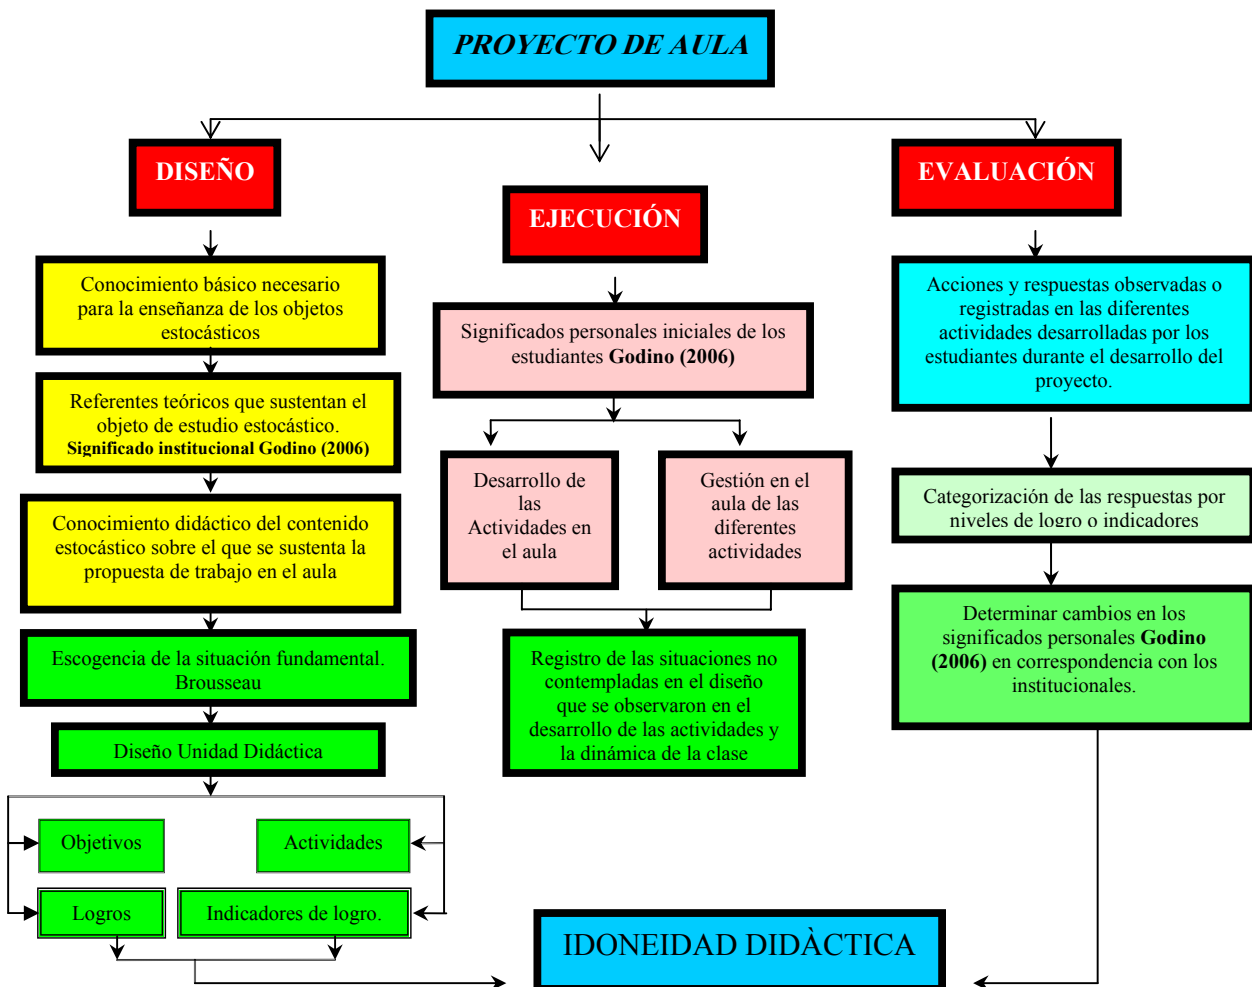 PROYECTO DE AULA
DISEÑO
EJECUCIÓN
EVALUACIÓN
Conocimiento básico necesario
para la enseñanza de los objetos
estocásticos
Referentes teóricos que sustentan el
objeto de estudio estocástico.
Significado institucional Godino (2006)
Conocimiento didáctico del contenido
estocástico sobre el que se sustenta la
propuesta de trabajo en el aula
Escogencia de la situación fundamental.
Brousseau
Diseño Unidad Didáctica
Objetivos
Actividades
Logros
Indicadores de logro.
Significados personales iniciales de los
estudiantes Godino (2006)
Desarrollo de
las
Actividades en
el aula
Gestión en el
aula de las
diferentes
actividades
Registro de las situaciones no
contempladas en el diseño
que se observaron en el
desarrollo de las actividades y
la dinámica de la clase
Acciones y respuestas observadas o
registradas en las diferentes
actividades desarrolladas por los
estudiantes durante el desarrollo del
proyecto.
Categorización de las respuestas por
niveles de logro o indicadores
Determinar cambios en los
significados personales Godino
(2006) en correspondencia con los
institucionales.
IDONEIDAD DIDÀCTICA